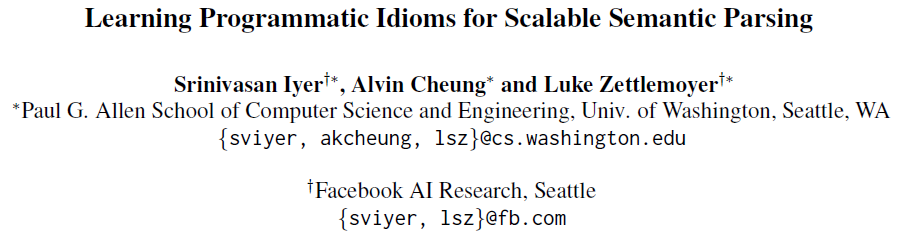 Learning Programmatic Idioms for Scalable Semantic Parsing
Srinivasan Iyer†*, Alvin Cheung* and Luke Zettlemoyer†*
*Paul G. Allen School of Computer Science and Engineering, Univ. of Washington, Seattle, WA
{sviyer, akcheung, lsz}@cs.washington.edu
†Facebook AI Research, Seattle
{sviyer, lsz}@fb.com